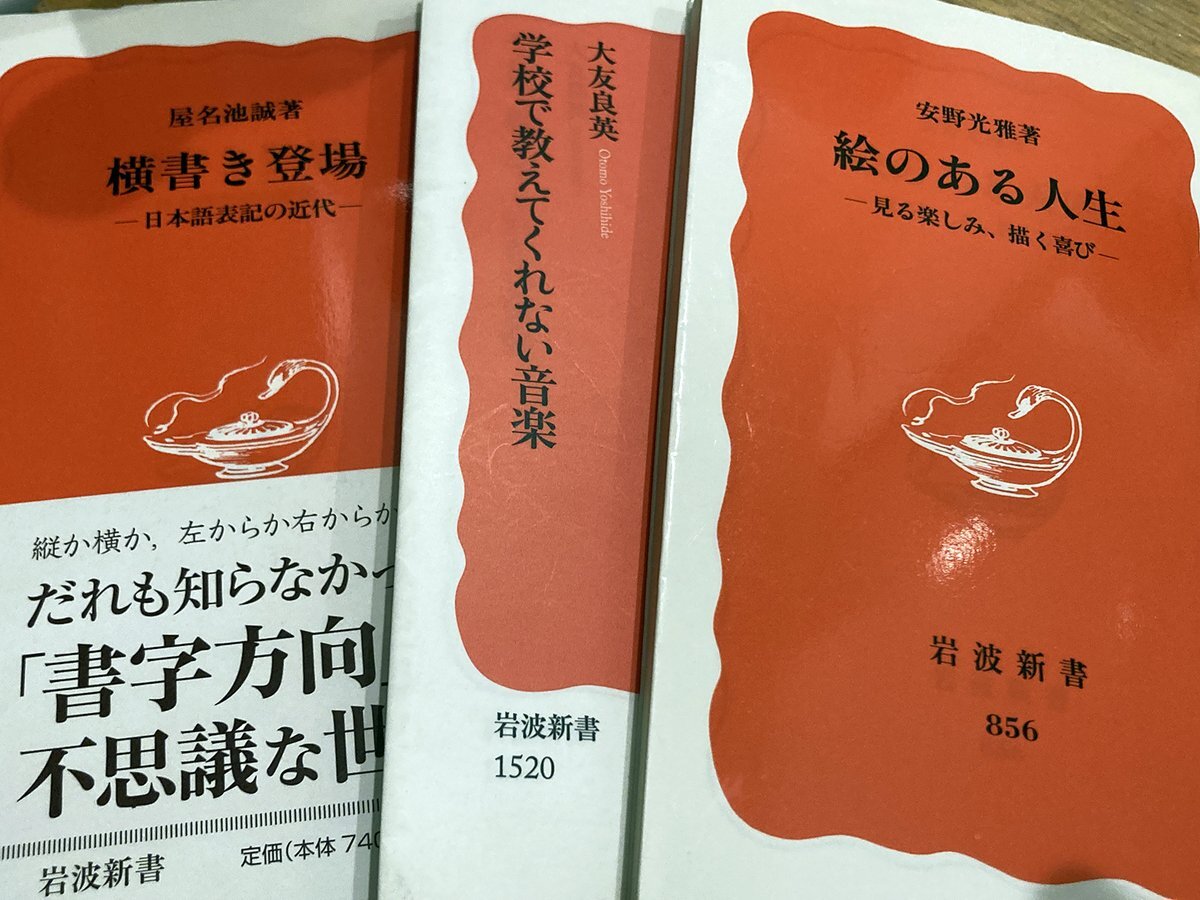 屋名池誠著
横書き登場
―日本語表記の近代―
縦か横か，左からか右からか
だれも知らなかっ
「書字方向」
不思議な世
岩波新書
定価(本体 740
大友良英
Otomo Yoshihide
学校で教えてくれない音楽
岩波新書
1520
安野光雅著
絵のある人生
―見る楽しみ、描く喜び―
岩波新書
856